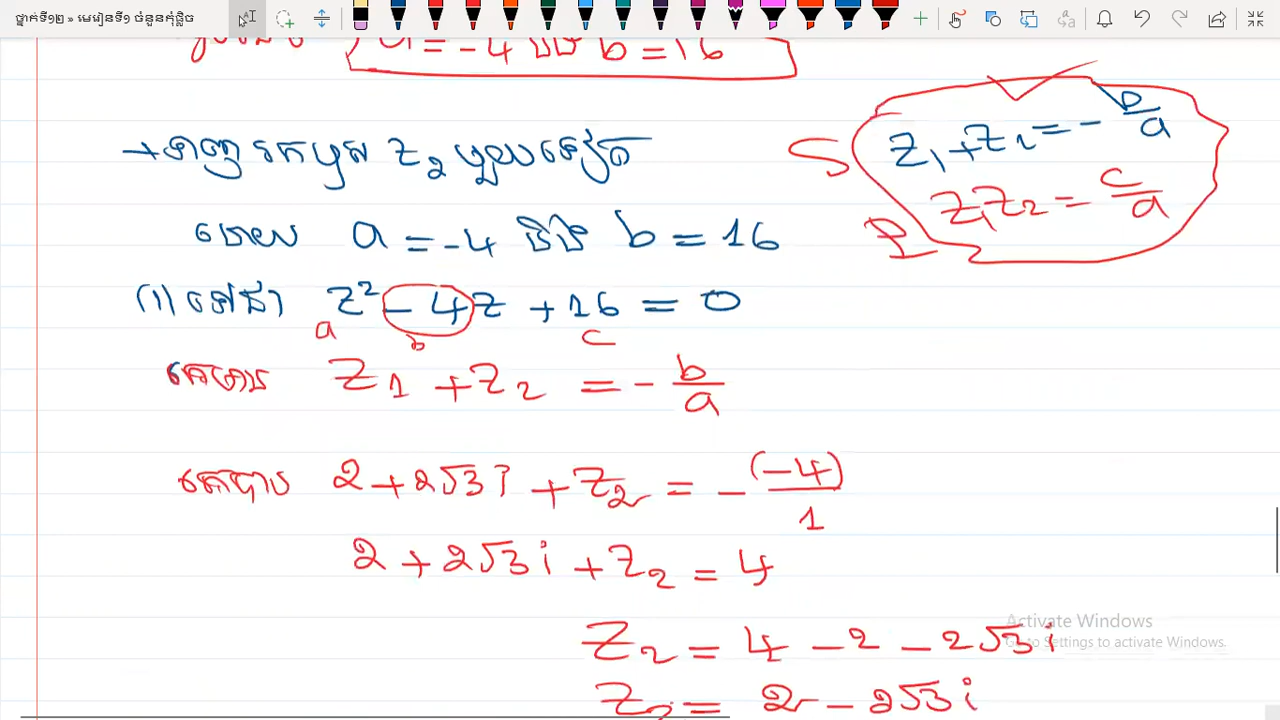 ថ្នាក់ទី១២ ៖ មេរៀនទី១ ចំនួនកុំផ្លិច
a = -4 និង b = 16
+ ទាញរកឫស z₂ មួយទៀត
z₁ + z₂ = - b/a
S
ដោយ a = -4 និង b = 16
z₁z₂ = c/a
P
(1) ទៅជា z² - 4z + 16 = 0
a b c
គេមាន z₁ + z₂ = - b/a
គេបាន 2 + 2√3 i + z₂ = - (-4)/1
2 + 2√3 i + z₂ = 4
Activate Windows
Go to Settings to activate Windows.
z₂ = 4 - 2 - 2√3 i
z₂ = 2 - 2√3 i